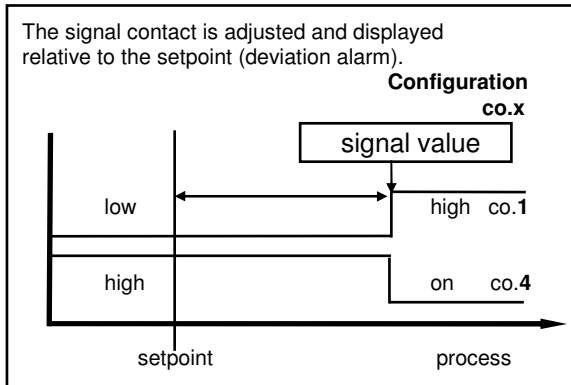 The signal contact is adjusted and displayed
relative to the setpoint (deviation alarm).
Configuration
co.x
signal value
low high co.1
high on co.4
setpoint process